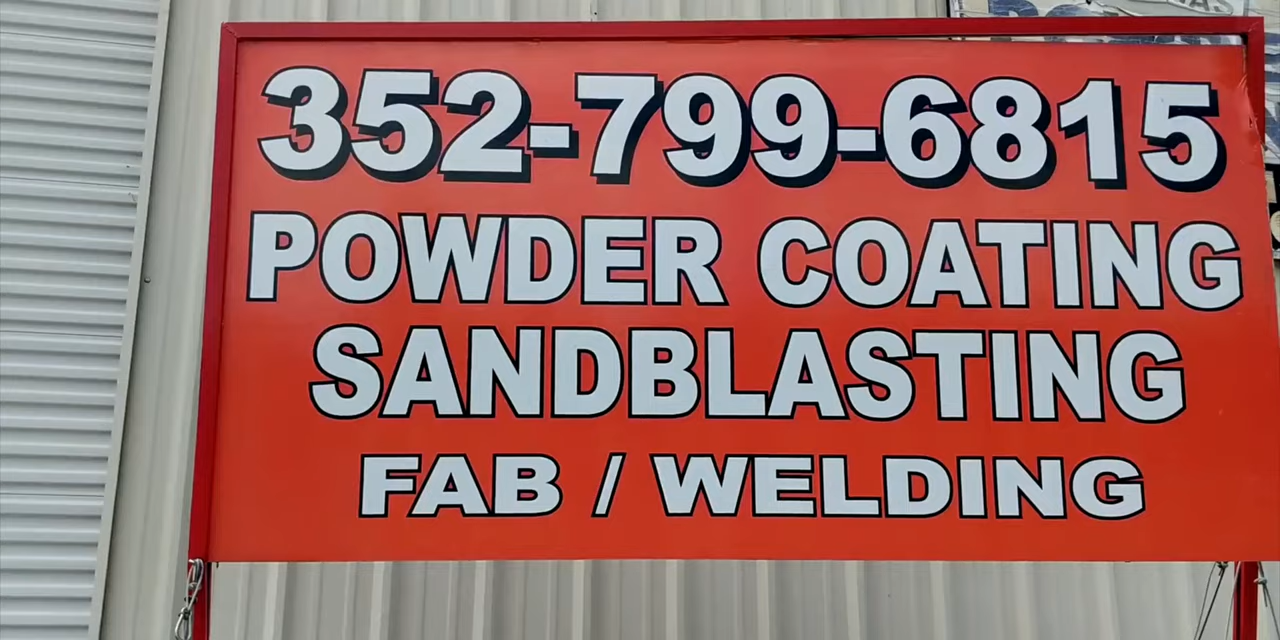 352-799-6815
POWDER COATING
SANDBLASTING
FAB / WELDING